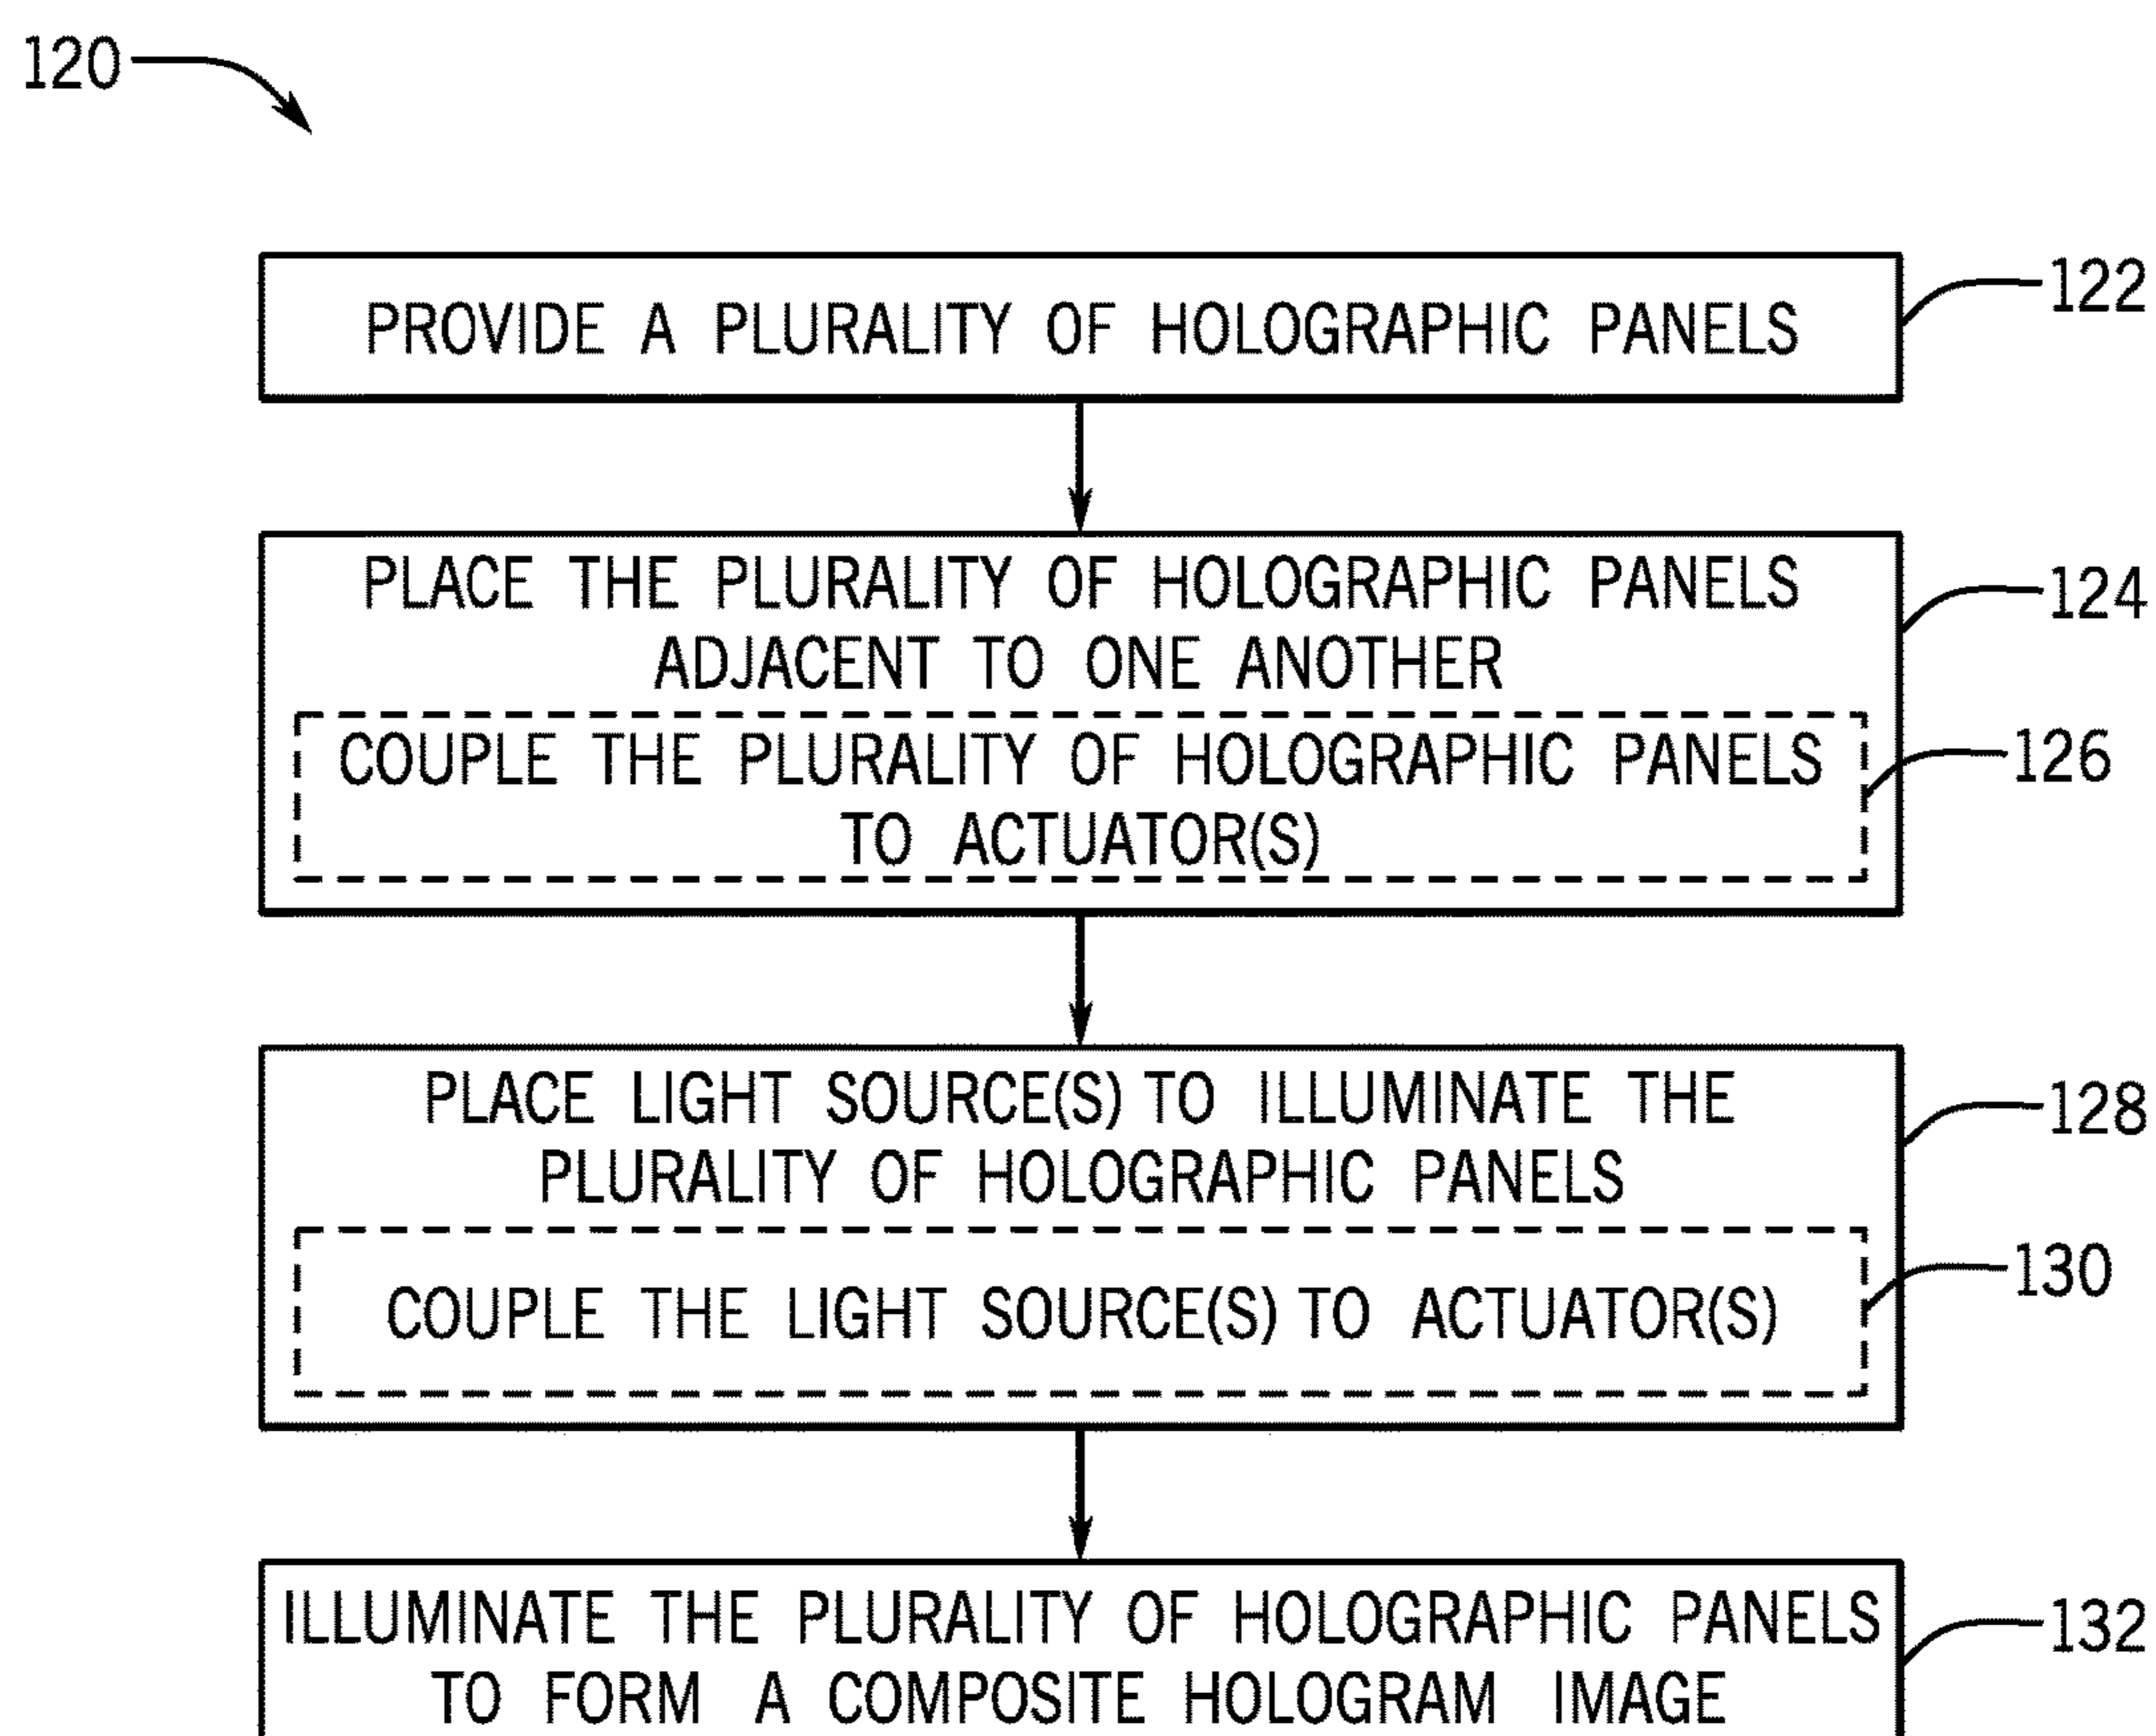 120
PROVIDE A PLURALITY OF HOLOGRAPHIC PANELS
122
PLACE THE PLURALITY OF HOLOGRAPHIC PANELS
ADJACENT TO ONE ANOTHER
124
COUPLE THE PLURALITY OF HOLOGRAPHIC PANELS
TO ACTUATOR(S)
126
PLACE LIGHT SOURCE(S) TO ILLUMINATE THE
PLURALITY OF HOLOGRAPHIC PANELS
128
COUPLE THE LIGHT SOURCE(S) TO ACTUATOR(S)
130
ILLUMINATE THE PLURALITY OF HOLOGRAPHIC PANELS
TO FORM A COMPOSITE HOLOGRAM IMAGE
132